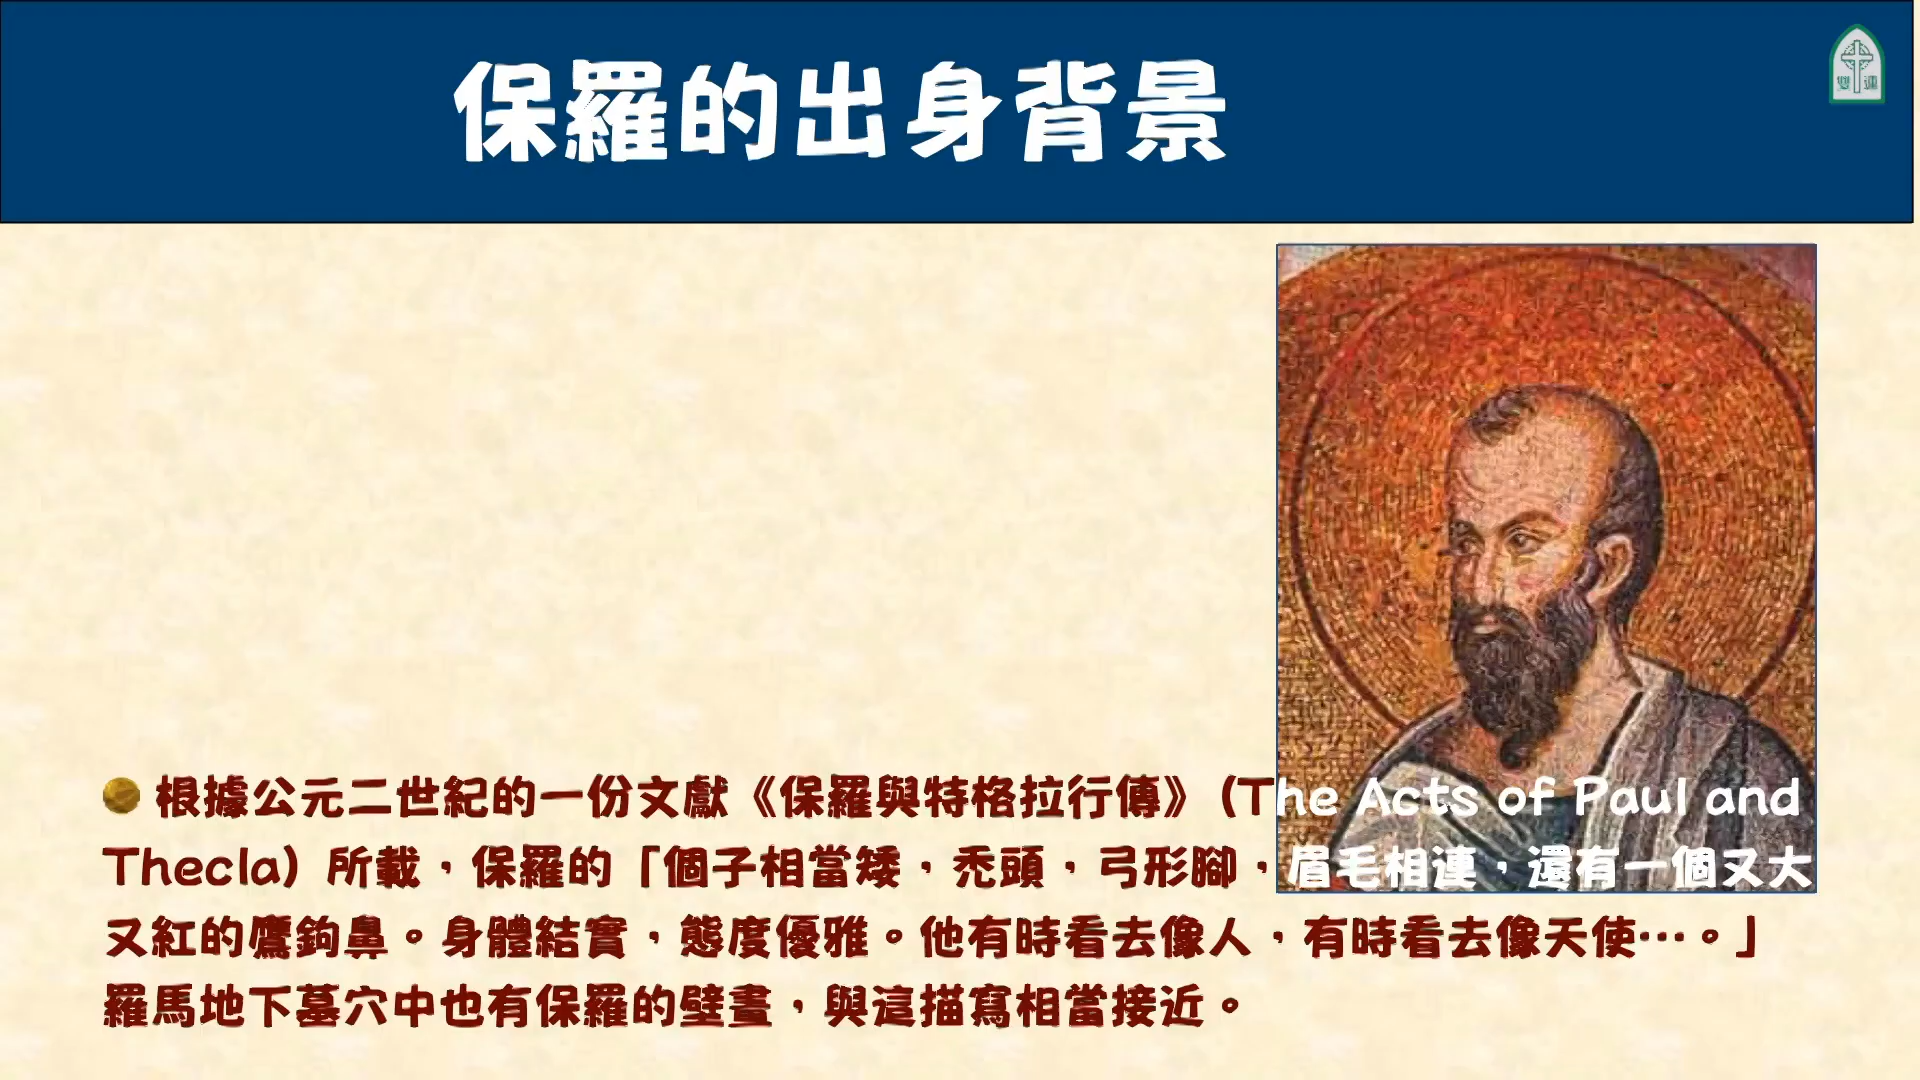 保羅的出身背景
雙連
根據公元二世紀的一份文獻《保羅與特格拉行傳》(The Acts of Paul and
Thecla)所載,保羅的「個子相當矮,禿頭,弓形腳,眉毛相連,還有一個又大
又紅的鷹鉤鼻。身體結實,態度優雅。他有時看去像人,有時看去像天使…。」
羅馬地下墓穴中也有保羅的壁畫,與這描寫相當接近。